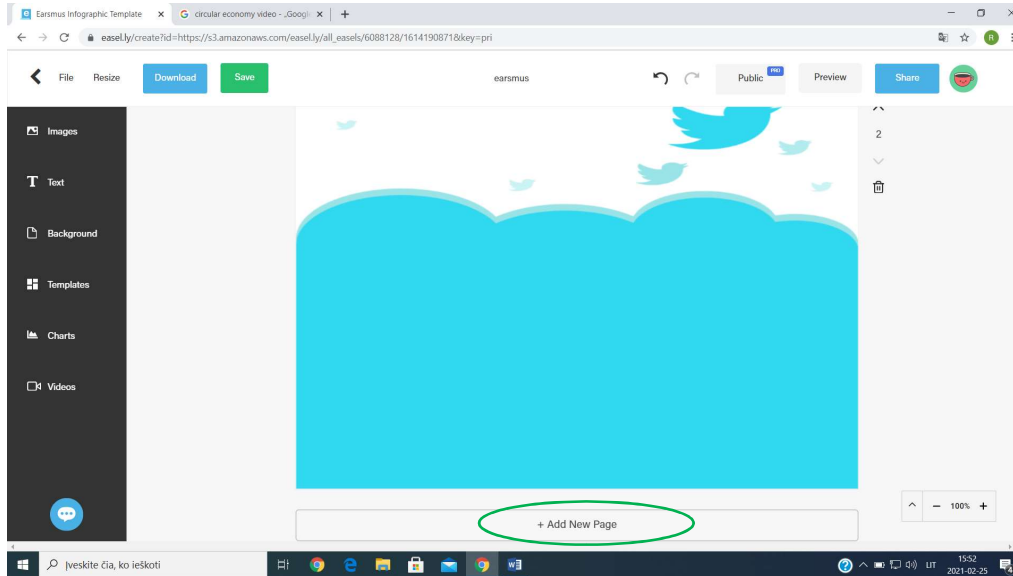 Earsmus Infographic Template
circular economy video - „Googl
easel.ly/create?id=https://s3.amazonaws.com/easel.ly/all_easels/6088128/1614190871&key=pri
R
File
Resize
Download
Save
earsmus
Public
PRO
Preview
Share
Images
Text
Background
Templates
Charts
Videos
2
+ Add New Page
100%
Įveskite čia, ko ieškoti
LIT
15:52
2021-02-25
4